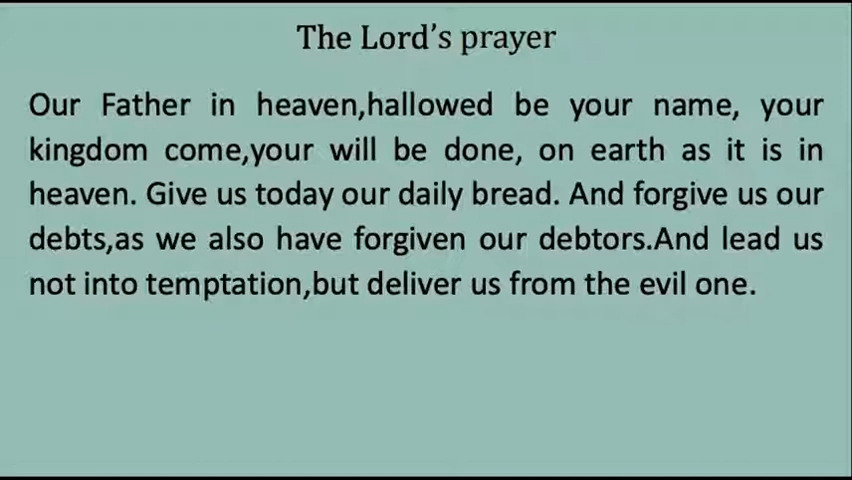 The Lord’s prayer
Our Father in heaven,hallowed be your name, your
kingdom come,your will be done, on earth as it is in
heaven. Give us today our daily bread. And forgive us our
debts,as we also have forgiven our debtors.And lead us
not into temptation,but deliver us from the evil one.